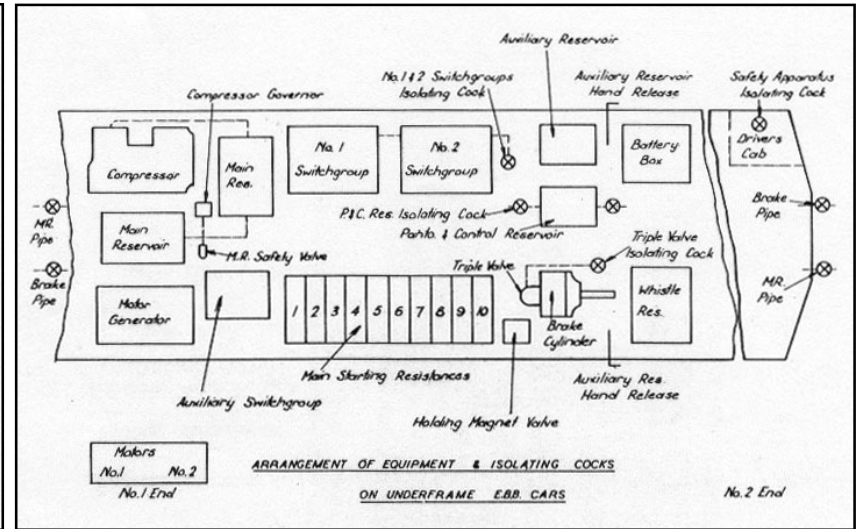 Auxiliary Reservoir
No.1&2 Switchgroups
Isolating Cock
Auxiliary Reservoir
Hand Release
Safety Apparatus
Isolating Cock
Compressor Governor
Compressor
Main
Res.
No. 1
Switchgroup
No. 2
Switchgroup
Battery
Box
Drivers
Cab
M.R.
Pipe
Main
Reservoir
P.&C. Res. Isolating Cock
Panto. & Control Reservoir
Brake
Pipe
M.R. Safety Valve
Triple Valve
Triple Valve
Isolating Cock
Brake
Pipe
Motor
Generator
1 2 3 4 5 6 7 8 9 10
Brake
Cylinder
Whistle
Res.
M.R.
Pipe
Main Starting Resistances
Auxiliary Switchgroup
Holding Magnet Valve
Auxiliary Res.
Hand Release
Motors
No.1 No.2
No.1 End
ARRANGEMENT OF EQUIPMENT & ISOLATING COCKS
ON UNDERFRAME E.B.B. CARS
No.2 End